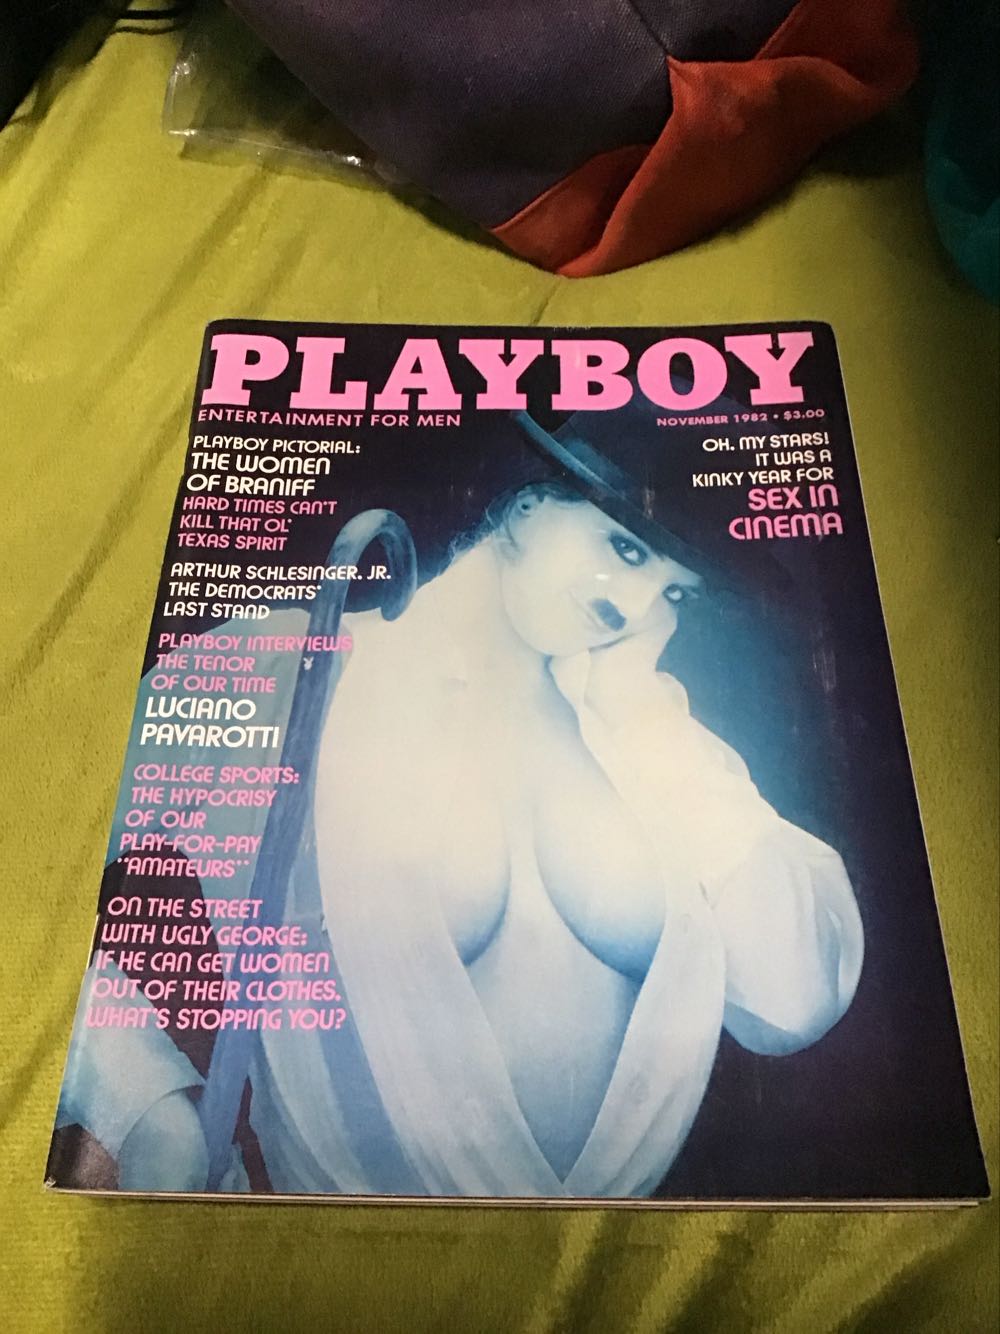 PLAYBOY
ENTERTAINMENT FOR MEN
NOVEMBER 1982 • $3.00
PLAYBOY PICTORIAL:
THE WOMEN
OF BRANIFF
HARD TIMES CAN'T
KILL THAT OL'
TEXAS SPIRIT
ARTHUR SCHLESINGER, JR.
THE DEMOCRATS'
LAST STAND
PLAYBOY INTERVIEWS
THE TENOR
OF OUR TIME
LUCIANO
PAVAROTTI
COLLEGE SPORTS:
THE HYPOCRISY
OF OUR
PLAY-FOR-PAY
"AMATEURS"
ON THE STREET
WITH UGLY GEORGE:
IF HE CAN GET WOMEN
OUT OF THEIR CLOTHES,
WHAT'S STOPPING YOU?
OH, MY STARS!
IT WAS A
KINKY YEAR FOR
SEX IN
CINEMA